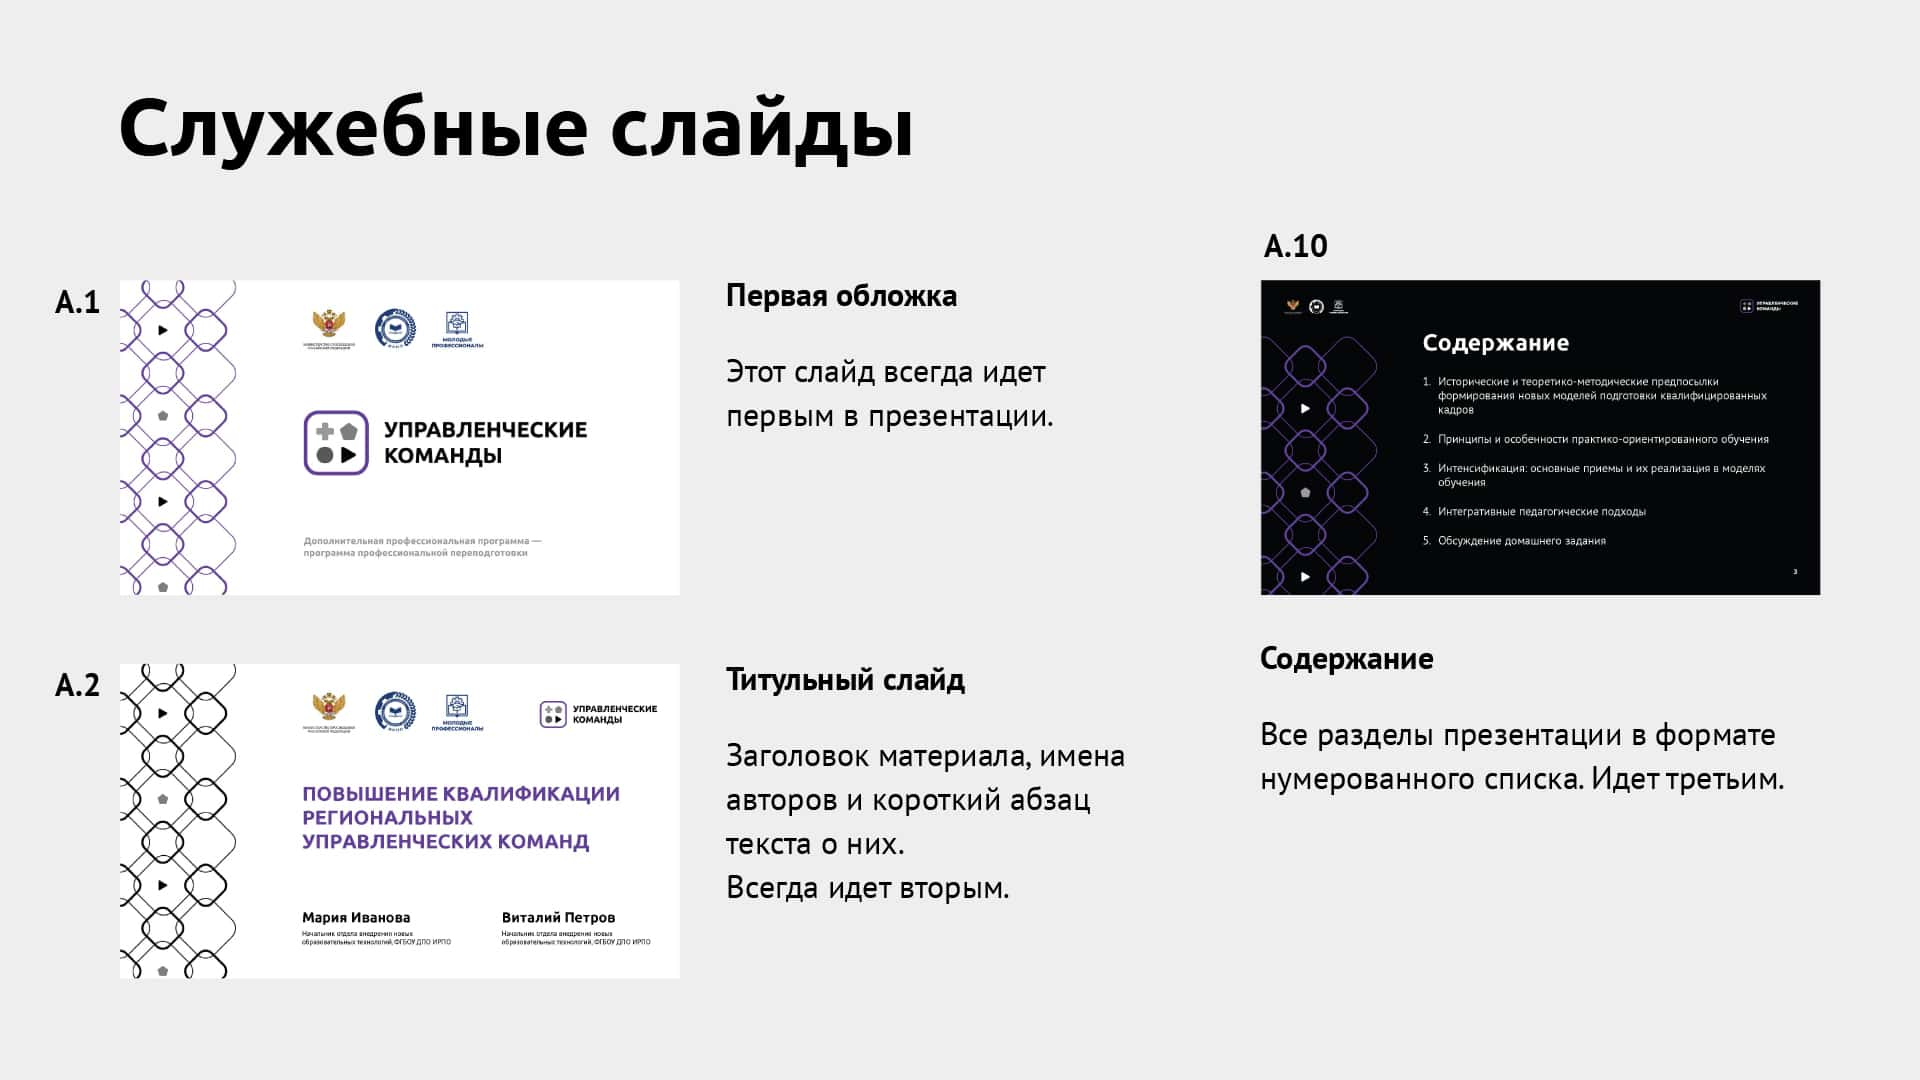 Служебные слайды
А.1
МОЛОДЫЕ
ПРОФЕССИОНАЛЫ
УПРАВЛЕНЧЕСКИЕ
КОМАНДЫ
Дополнительная профессиональная программа —
программа профессиональной переподготовки
Первая обложка
Этот слайд всегда идет
первым в презентации.
А.2
МОЛОДЫЕ
ПРОФЕССИОНАЛЫ
УПРАВЛЕНЧЕСКИЕ
КОМАНДЫ
ПОВЫШЕНИЕ КВАЛИФИКАЦИИ
РЕГИОНАЛЬНЫХ
УПРАВЛЕНЧЕСКИХ КОМАНД
Мария Иванова
Начальник отдела внедрения новых
образовательных технологий, ФГБОУ ДПО ИРПО
Виталий Петров
Начальник отдела внедрения новых
образовательных технологий, ФГБОУ ДПО ИРПО
Титульный слайд
Заголовок материала, имена
авторов и короткий абзац
текста о них.
Всегда идет вторым.
А.10
УПРАВЛЕНЧЕСКИЕ
КОМАНДЫ
Содержание
1. Исторические и теоретико-методические предпосылки
формирования новых моделей подготовки квалифицированных
кадров
2. Принципы и особенности практико-ориентированного обучения
3. Интенсификация: основные приемы и их реализация в моделях
обучения
4. Интегративные педагогические подходы
5. Обсуждение домашнего задания
3
Содержание
Все разделы презентации в формате
нумерованного списка. Идет третьим.